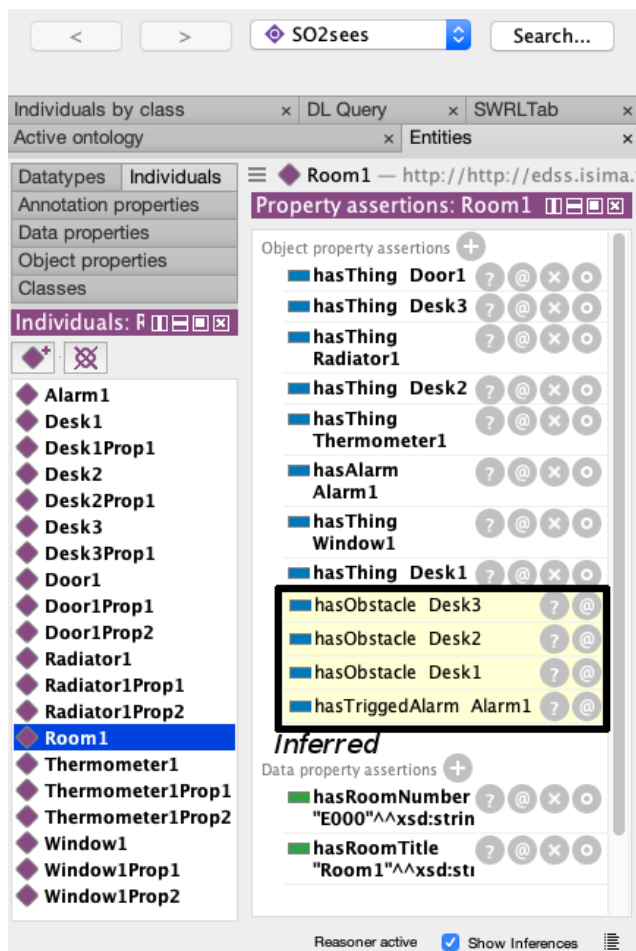 < > SO2sees Search...
Individuals by class × DL Query × SWRLTab ×
Active ontology × Entities ×
Datatypes Individuals
Annotation properties
Data properties
Object properties
Classes
Individuals: R
Alarm1
Desk1
Desk1Prop1
Desk2
Desk2Prop1
Desk3
Desk3Prop1
Door1
Door1Prop1
Door1Prop2
Radiator1
Radiator1Prop1
Radiator1Prop2
Room1
Thermometer1
Thermometer1Prop1
Thermometer1Prop2
Window1
Window1Prop1
Window1Prop2
Room1 — http://http://edss.isima.
Property assertions: Room1
Object property assertions
hasThing Door1
hasThing Desk3
hasThing
Radiator1
hasThing Desk2
hasThing
Thermometer1
hasAlarm
Alarm1
hasThing
Window1
hasThing Desk1
hasObstacle Desk3
hasObstacle Desk2
hasObstacle Desk1
hasTriggedAlarm Alarm1
Inferred
Data property assertions
hasRoomNumber
"E000"^^xsd:strin
hasRoomTitle
"Room1"^^xsd:stri
Reasoner active Show Inferences